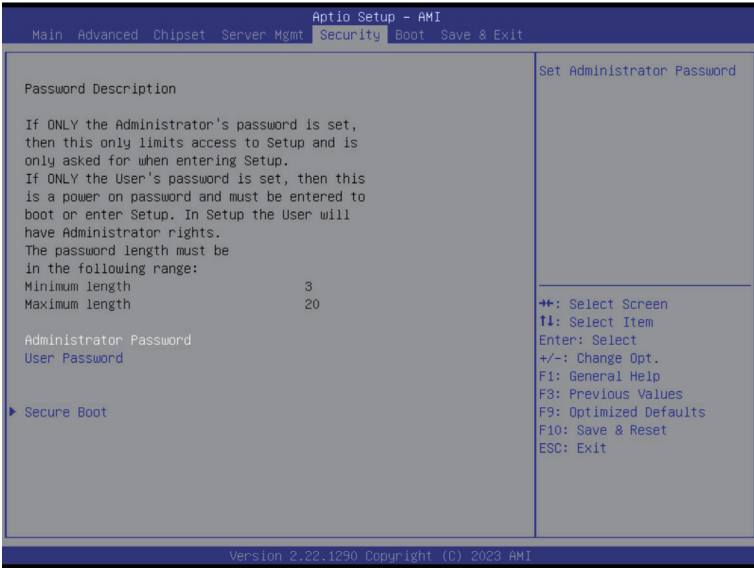 Aptio Setup – AMI
Main Advanced Chipset Server Mgmt Security Boot Save & Exit
Password Description
If ONLY the Administrator's password is set,
then this only limits access to Setup and is
only asked for when entering Setup.
If ONLY the User's password is set, then this
is a power on password and must be entered to
boot or enter Setup. In Setup the User will
have Administrator rights.
The password length must be
in the following range:
Minimum length 3
Maximum length 20
Administrator Password
User Password
Secure Boot
Set Administrator Password
→←: Select Screen
↑↓: Select Item
Enter: Select
+/-: Change Opt.
F1: General Help
F3: Previous Values
F9: Optimized Defaults
F10: Save & Reset
ESC: Exit
Version 2.22.1290 Copyright (C) 2023 AMI